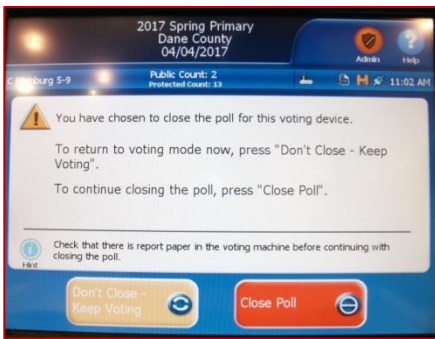 2017 Spring Primary
Dane County
04/04/2017
Admin
Help
5-9
Public Count: 2
Protected Count: 13
11:02 AM
You have chosen to close the poll for this voting device.
To return to voting mode now, press "Don't Close - Keep
Voting".
To continue closing the poll, press "Close Poll".
Check that there is report paper in the voting machine before continuing with
closing the poll.
Hint
Don't Close -
Keep Voting
Close Poll